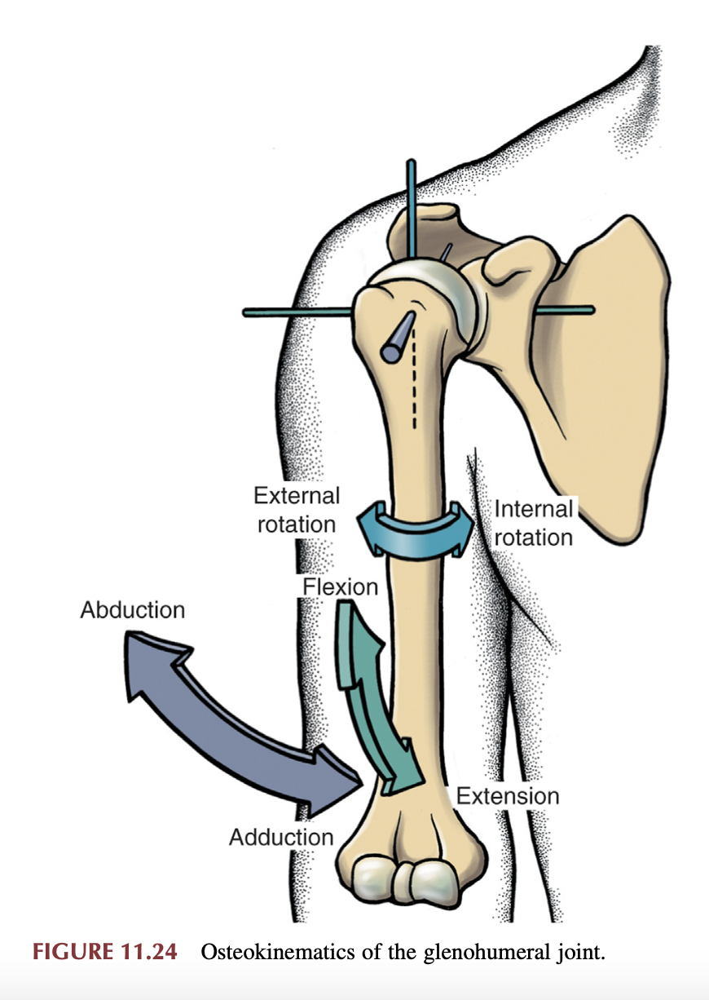 External
rotation
Internal
rotation
Flexion
Abduction
Extension
Adduction
FIGURE 11.24 Osteokinematics of the glenohumeral joint.